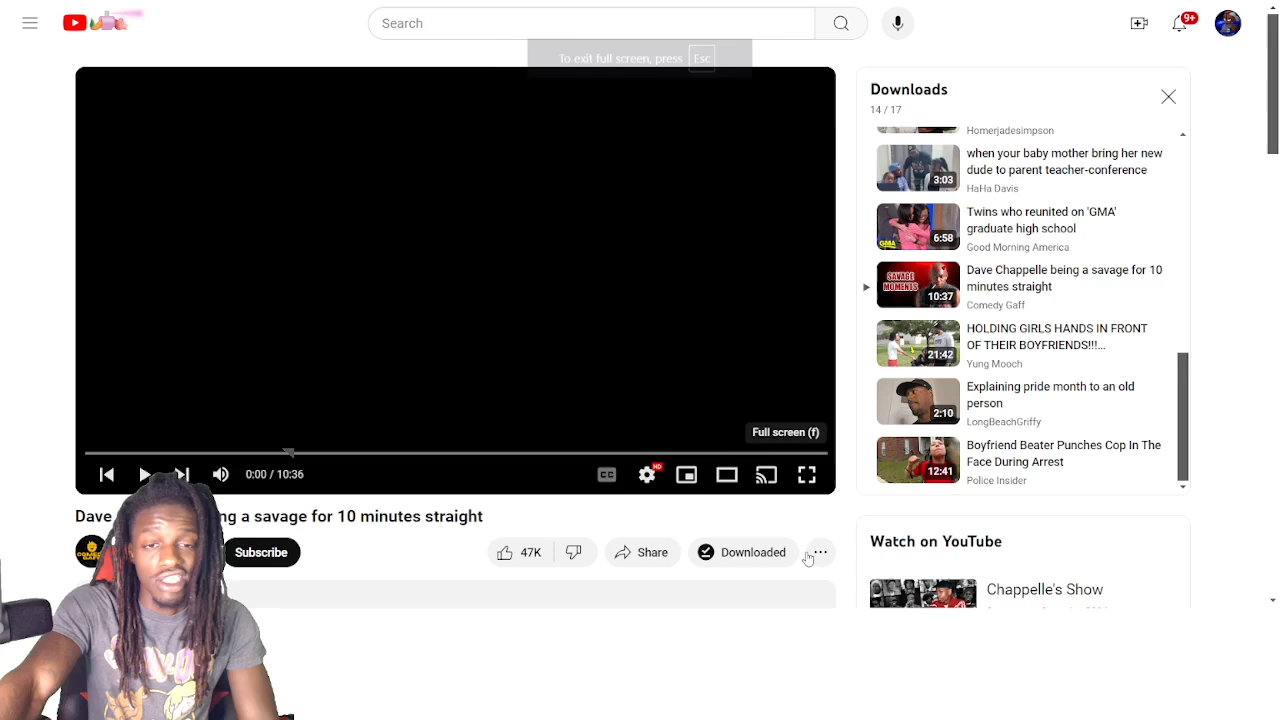 Search
9+
To exit full screen, press Esc
Downloads
14 / 17
Homerjadesimpson
when your baby mother bring her new
dude to parent teacher-conference
3:03
HaHa Davis
Twins who reunited on 'GMA'
graduate high school
GMA
6:58
Good Morning America
Dave Chappelle being a savage for 10
minutes straight
SAVAGE
MOMENTS
10:37
Comedy Gaff
HOLDING GIRLS HANDS IN FRONT
OF THEIR BOYFRIENDS!!!...
21:42
Yung Mooch
Explaining pride month to an old
person
2:10
LongBeachGriffy
Boyfriend Beater Punches Cop In The
Face During Arrest
12:41
Police Insider
Full screen (f)
0:00 / 10:36
CC
HD
Dave ng a savage for 10 minutes straight
Subscribe
47K
Share
Downloaded
...
Watch on YouTube
Chappelle's Show